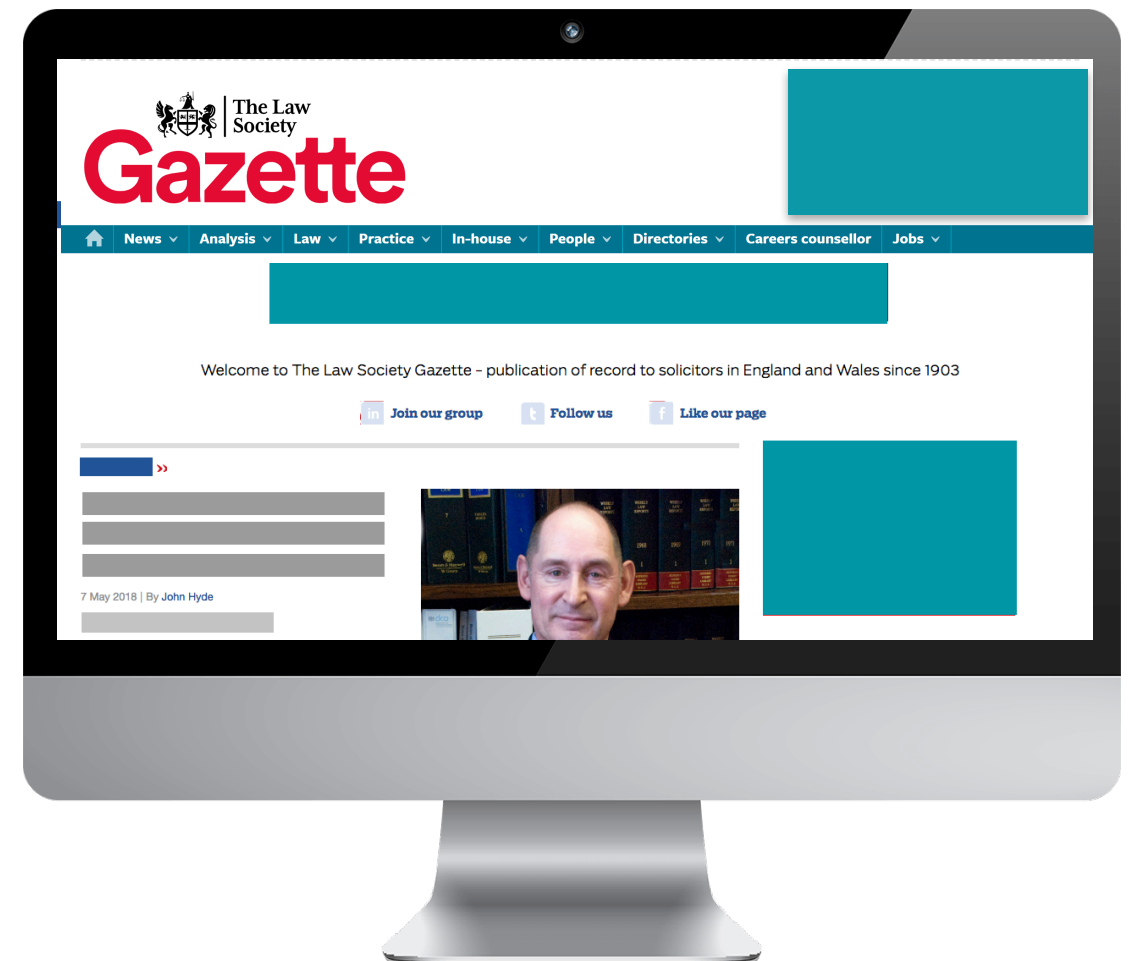 The Law
Society
Gazette
News Analysis Law Practice In-house People Directories Careers counsellor Jobs
Welcome to The Law Society Gazette - publication of record to solicitors in England and Wales since 1903
in Join our group t Follow us f Like our page
»
7 May 2018 | By John Hyde